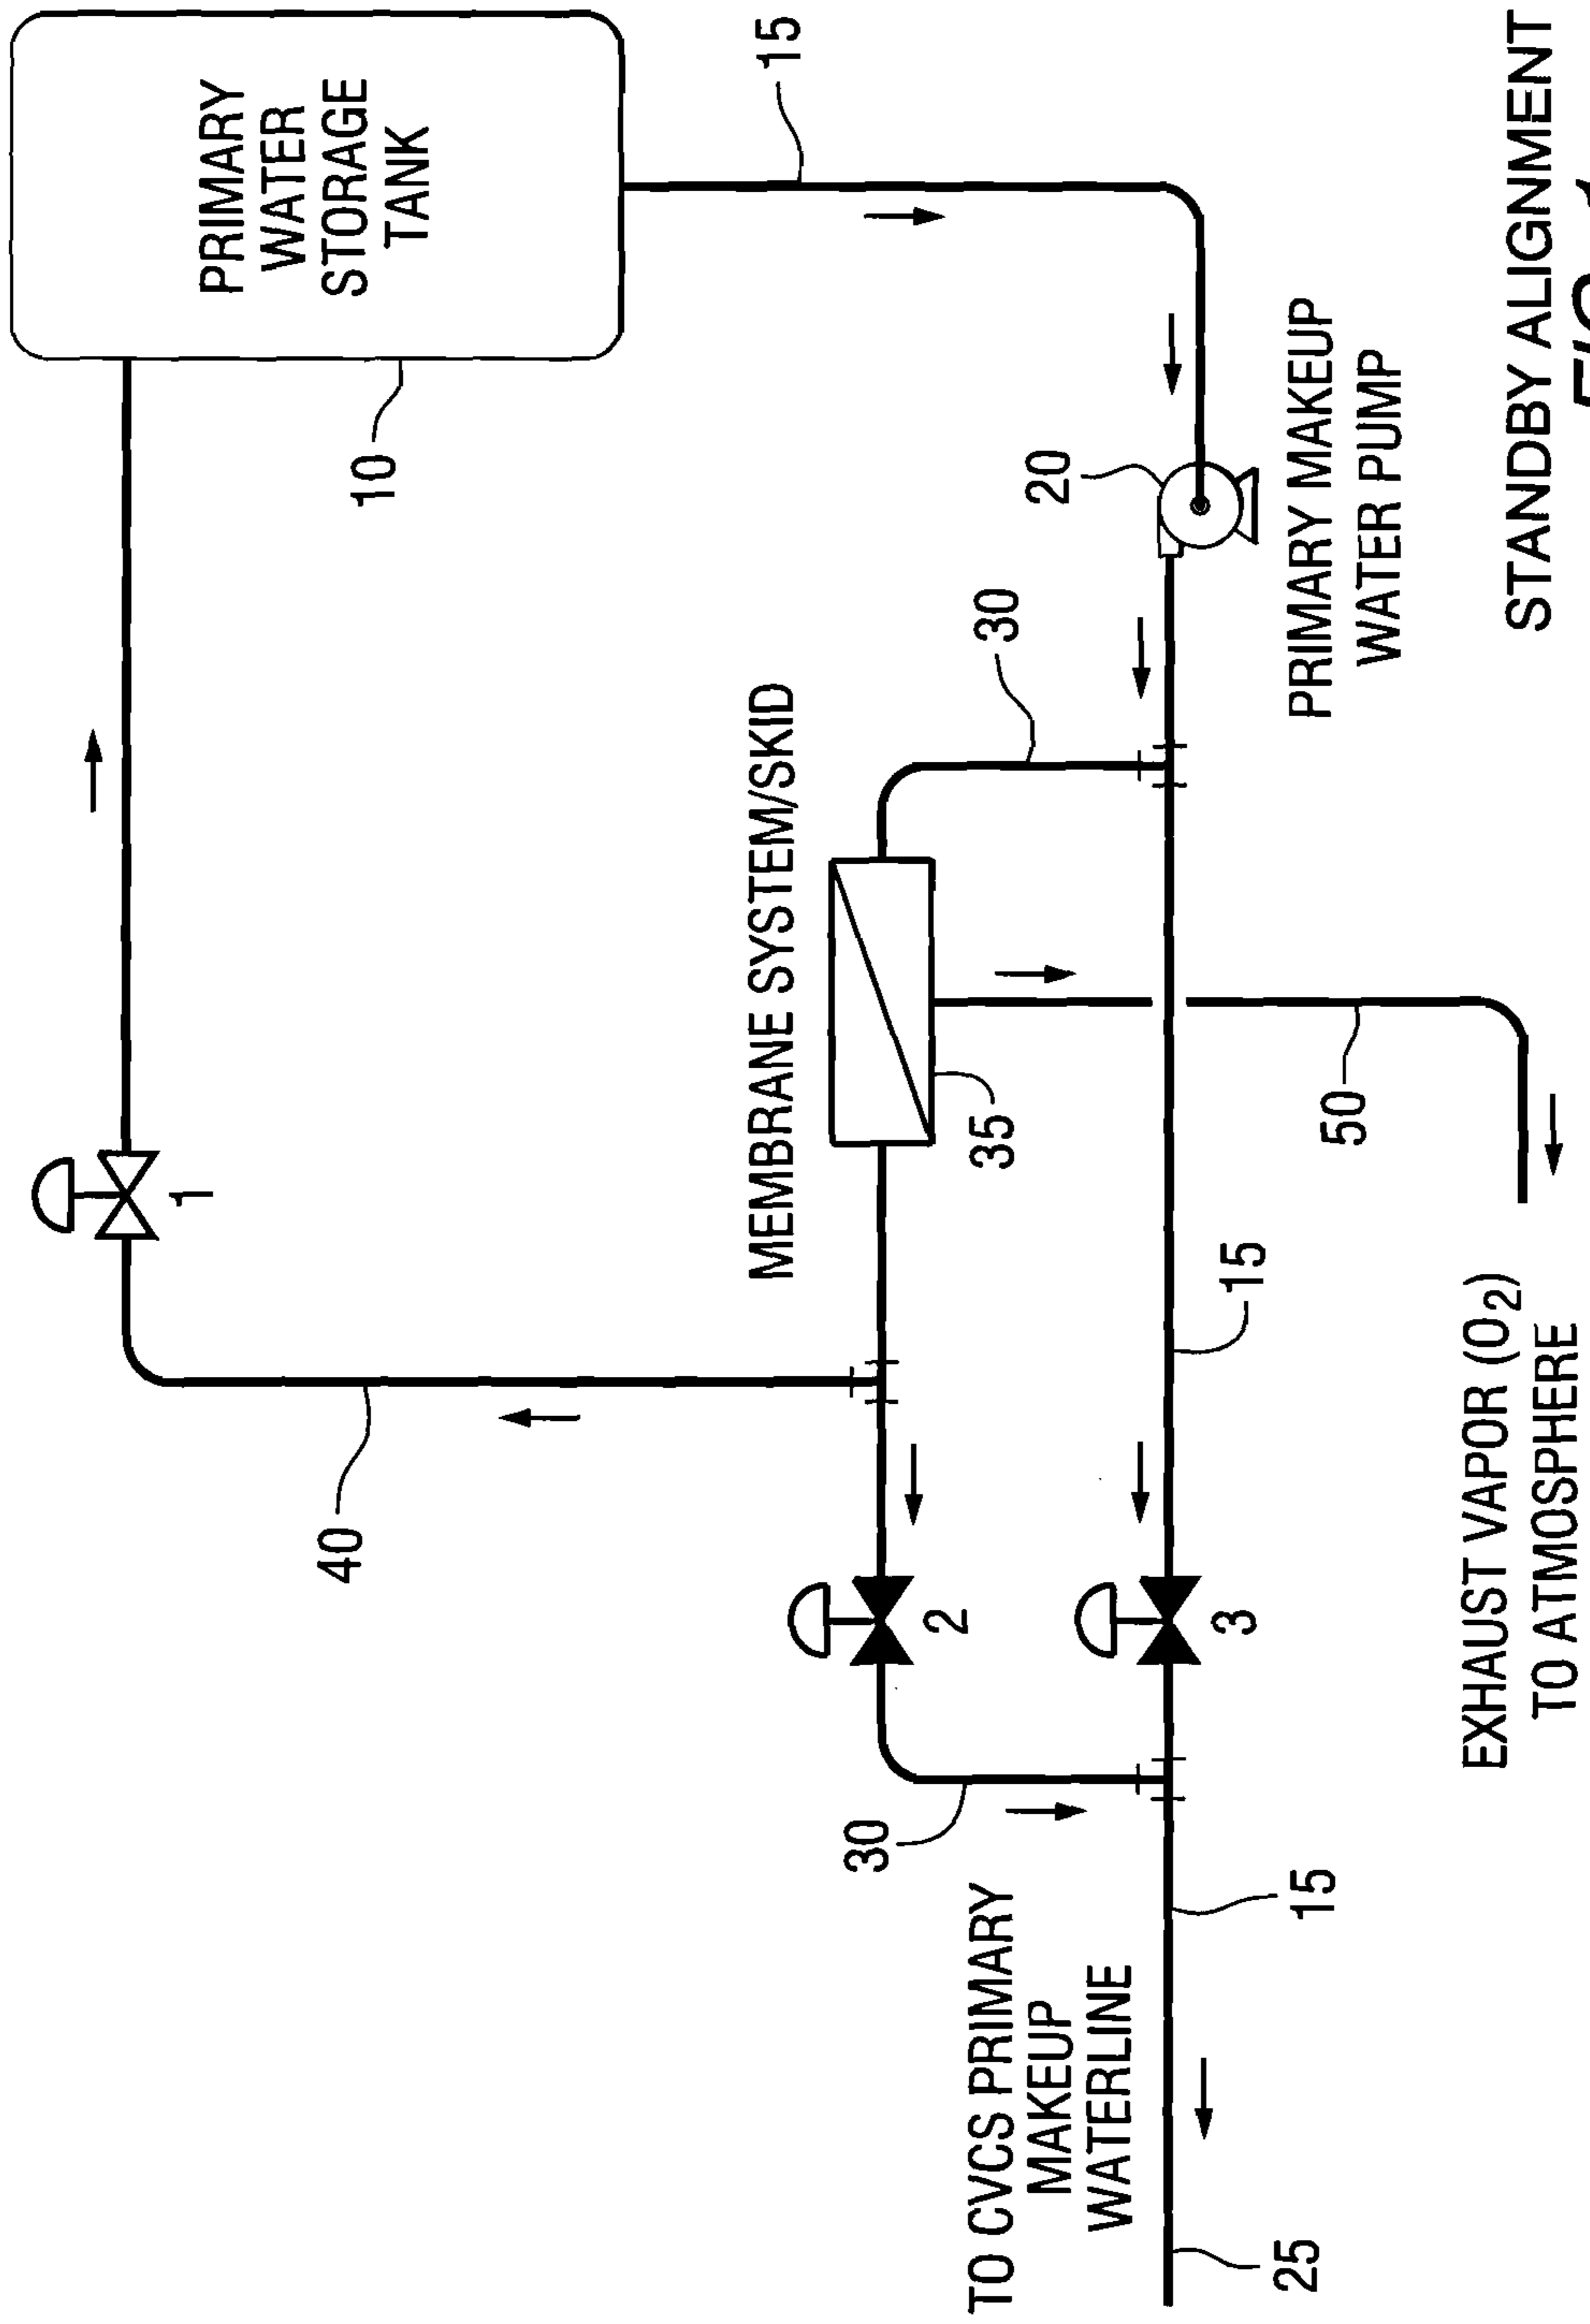 PRIMARY
WATER
STORAGE
TANK
15
10
1
40
MEMBRANE SYSTEM/SKID
30
20
PRIMARY MAKEUP
WATER PUMP
35
50
15
2
3
30
EXHAUST VAPOR (O₂)
TO ATMOSPHERE
TO CVCS PRIMARY
MAKEUP
WATERLINE
15
25
STANDBY ALIGNMENT